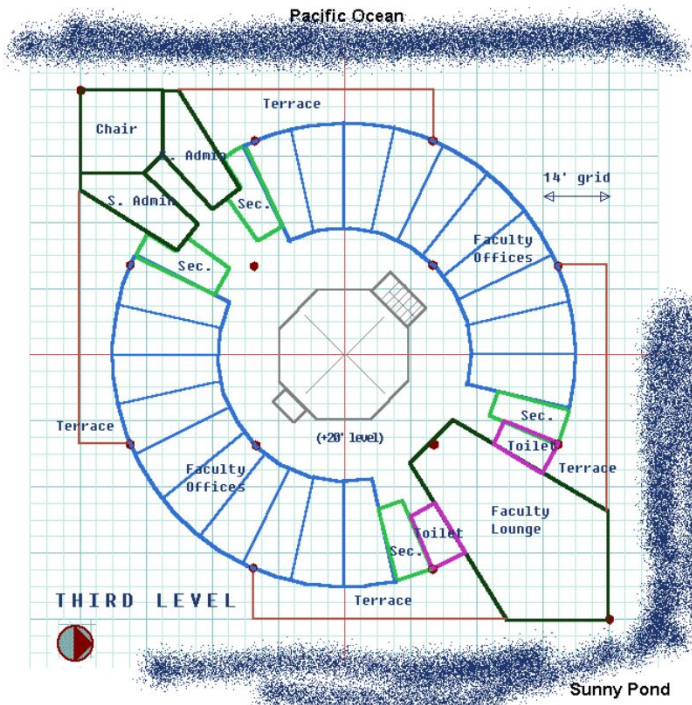 Pacific Ocean
Terrace
Chair
S. Admin
Sec.
14' grid
S. Admin
Faculty
Offices
Sec.
(+20' level)
Sec.
Terrace
Toilet
Terrace
Faculty
Offices
Faculty
Lounge
Toilet
Sec.
THIRD LEVEL
Terrace
Sunny Pond